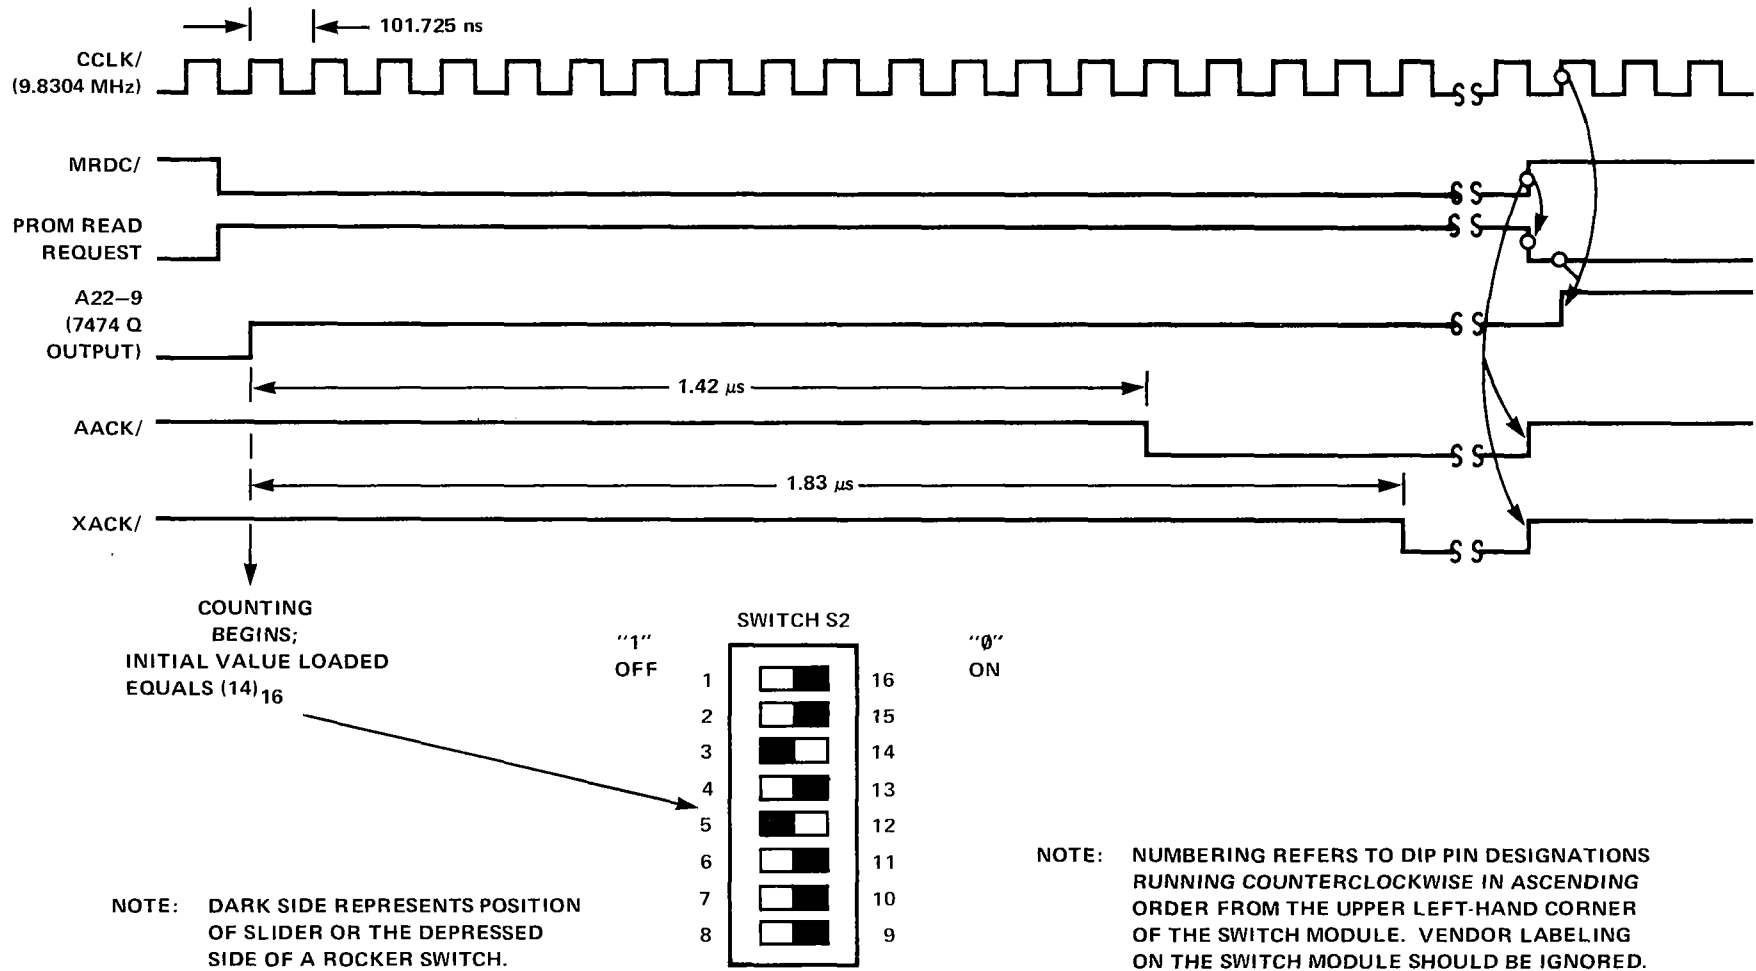 101.725 ns
CCLK/
(9.8304 MHz)
MRDC/
PROM READ
REQUEST
A22–9
(7474 Q
OUTPUT)
1.42 μs
AACK/
1.83 μs
XACK/
COUNTING
BEGINS;
INITIAL VALUE LOADED
EQUALS (14)16
SWITCH S2
"1"
OFF
"0"
ON
1 16
2 15
3 14
4 13
5 12
6 11
7 10
8 9
NOTE: DARK SIDE REPRESENTS POSITION
OF SLIDER OR THE DEPRESSED
SIDE OF A ROCKER SWITCH.
NOTE: NUMBERING REFERS TO DIP PIN DESIGNATIONS
RUNNING COUNTERCLOCKWISE IN ASCENDING
ORDER FROM THE UPPER LEFT-HAND CORNER
OF THE SWITCH MODULE. VENDOR LABELING
ON THE SWITCH MODULE SHOULD BE IGNORED.